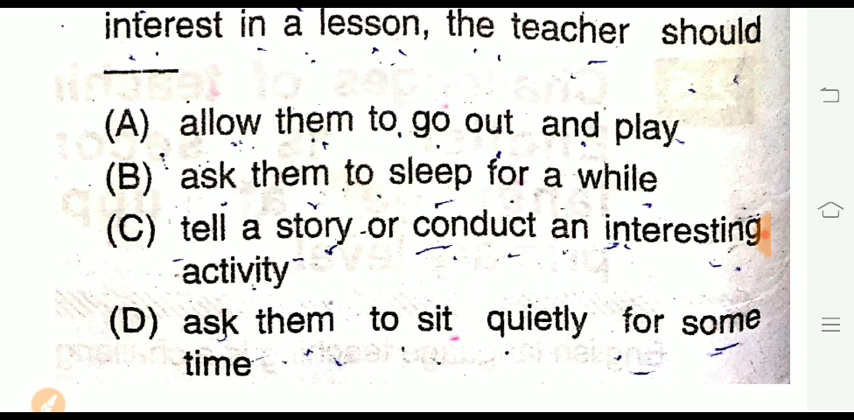 interest in a lesson, the teacher should
____
(A) allow them to go out and play
(B) ask them to sleep for a while
(C) tell a story or conduct an interesting
activity
(D) ask them to sit quietly for some
time